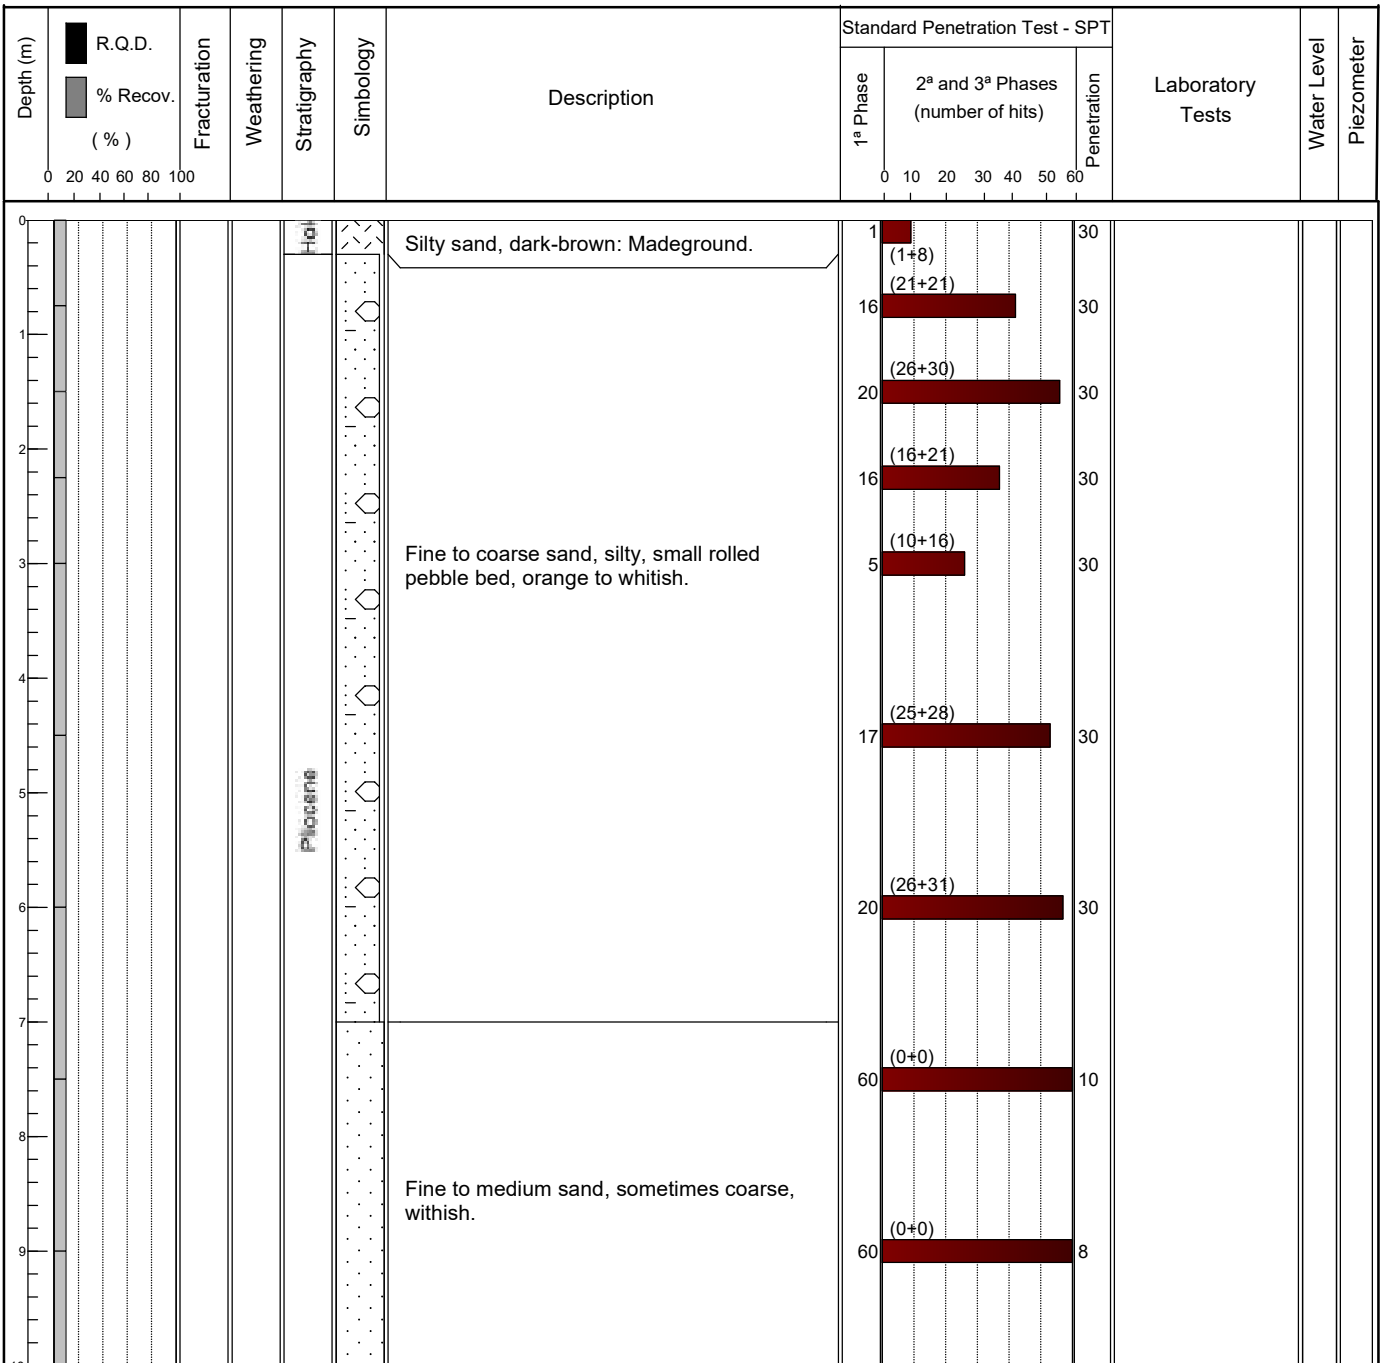 Depth (m)
R.Q.D.
% Recov.
( % )
0 20 40 60 80 100
Fracturation
Weathering
Stratigraphy
Simbology
Description
Standard Penetration Test - SPT
1ª Phase
2ª and 3ª Phases
(number of hits)
0 10 20 30 40 50 60
Penetration
Laboratory
Tests
Water Level
Piezometer
0
Hol
Silty sand, dark-brown: Madeground.
1
30
(1+8)
(21+21)
16
30
1
(26+30)
20
30
2
(16+21)
16
30
(10+16)
Fine to coarse sand, silty, small rolled
pebble bed, orange to whitish.
3
5
30
4
(25+28)
17
30
5
Pliocene
(26+31)
6
20
30
7
(0+0)
60
10
8
Fine to medium sand, sometimes coarse,
withish.
(0+0)
9
60
8